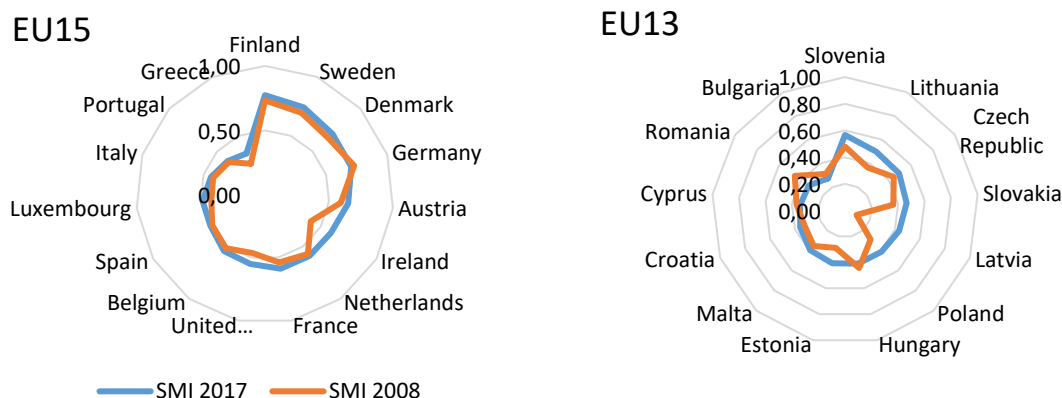 EU15
Finland
1,00
Greece
Sweden
Portugal
Denmark
0,50
Italy
Germany
0,00
Luxembourg
Austria
Spain
Ireland
Belgium
Netherlands
United...
France
SMI 2017
SMI 2008
EU13
Slovenia
1,00
Bulgaria
Lithuania
0,80
Czech
Republic
Romania
0,60
0,40
Cyprus
Slovakia
0,20
0,00
Croatia
Latvia
Malta
Poland
Estonia
Hungary